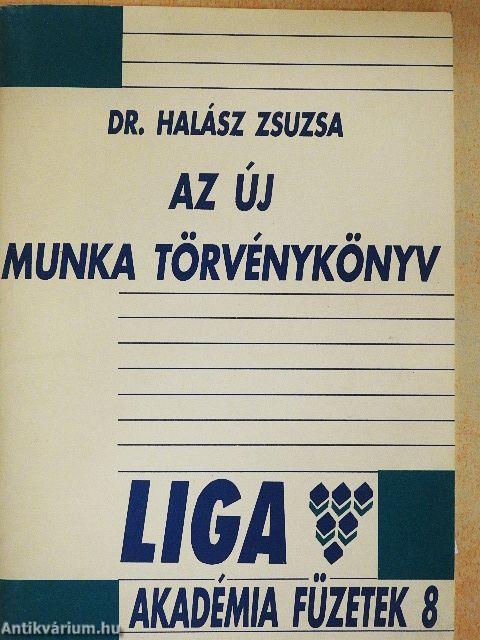 DR. HALÁSZ ZSUZSA
AZ ÚJ
MUNKA TÖRVÉNYKÖNYV
LIGA
AKADÉMIA FÜZETEK 8
Antikvárium.hu